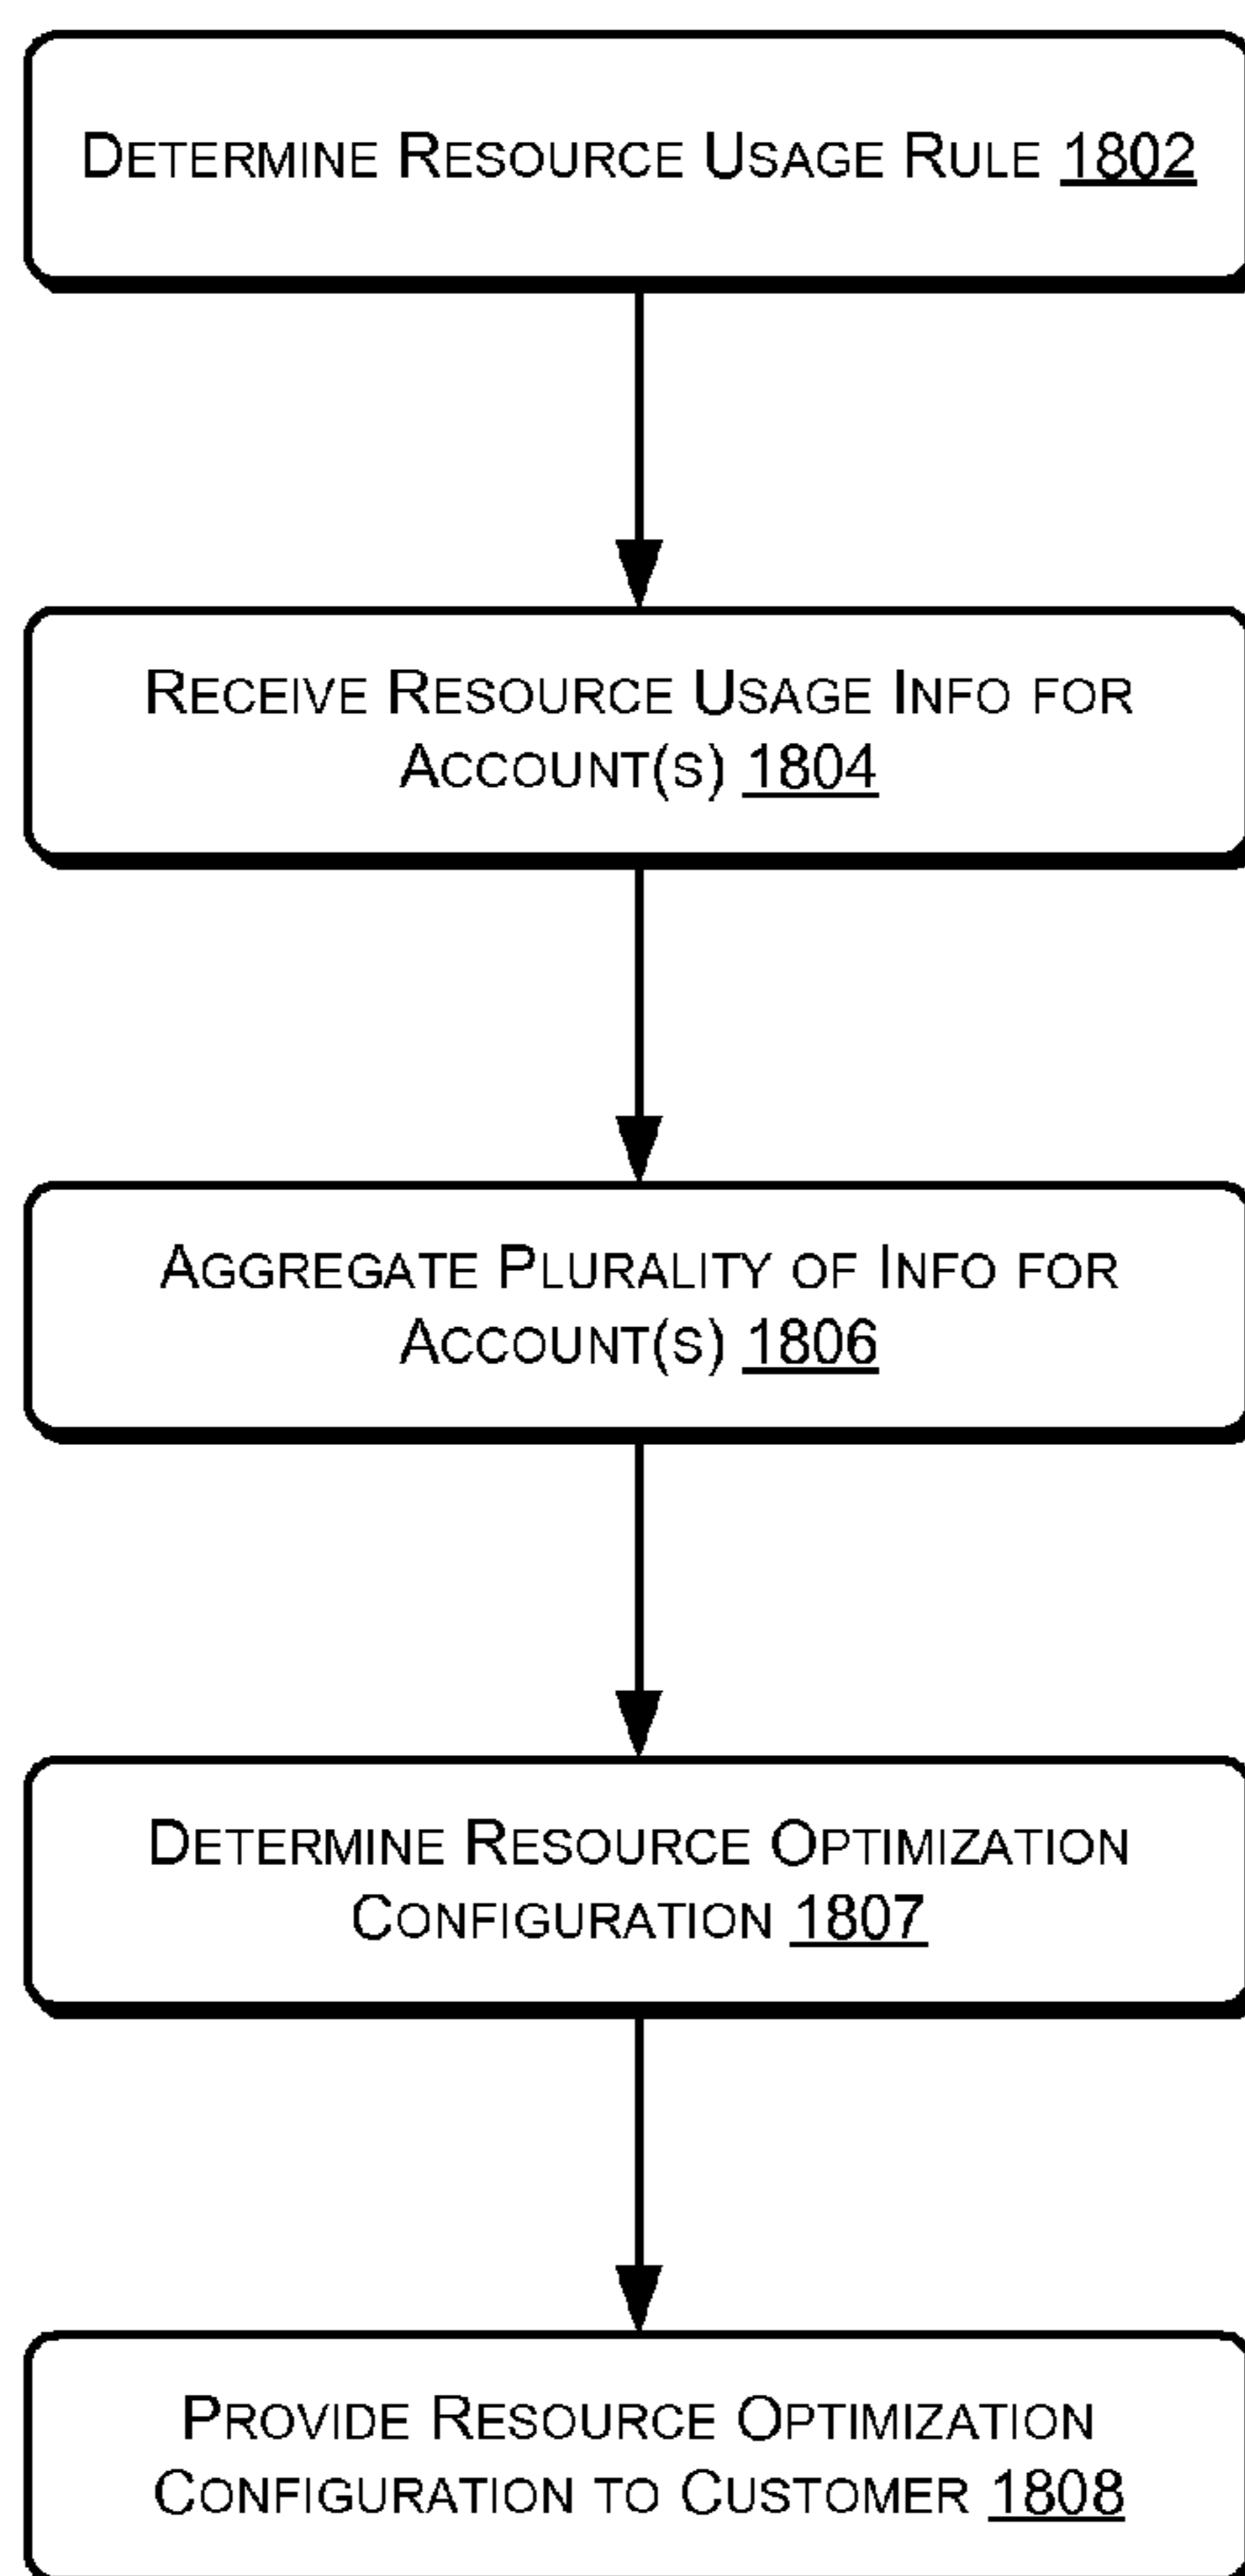 DETERMINE RESOURCE USAGE RULE 1802
RECEIVE RESOURCE USAGE INFO FOR
ACCOUNT(S) 1804
AGGREGATE PLURALITY OF INFO FOR
ACCOUNT(S) 1806
DETERMINE RESOURCE OPTIMIZATION
CONFIGURATION 1807
PROVIDE RESOURCE OPTIMIZATION
CONFIGURATION TO CUSTOMER 1808